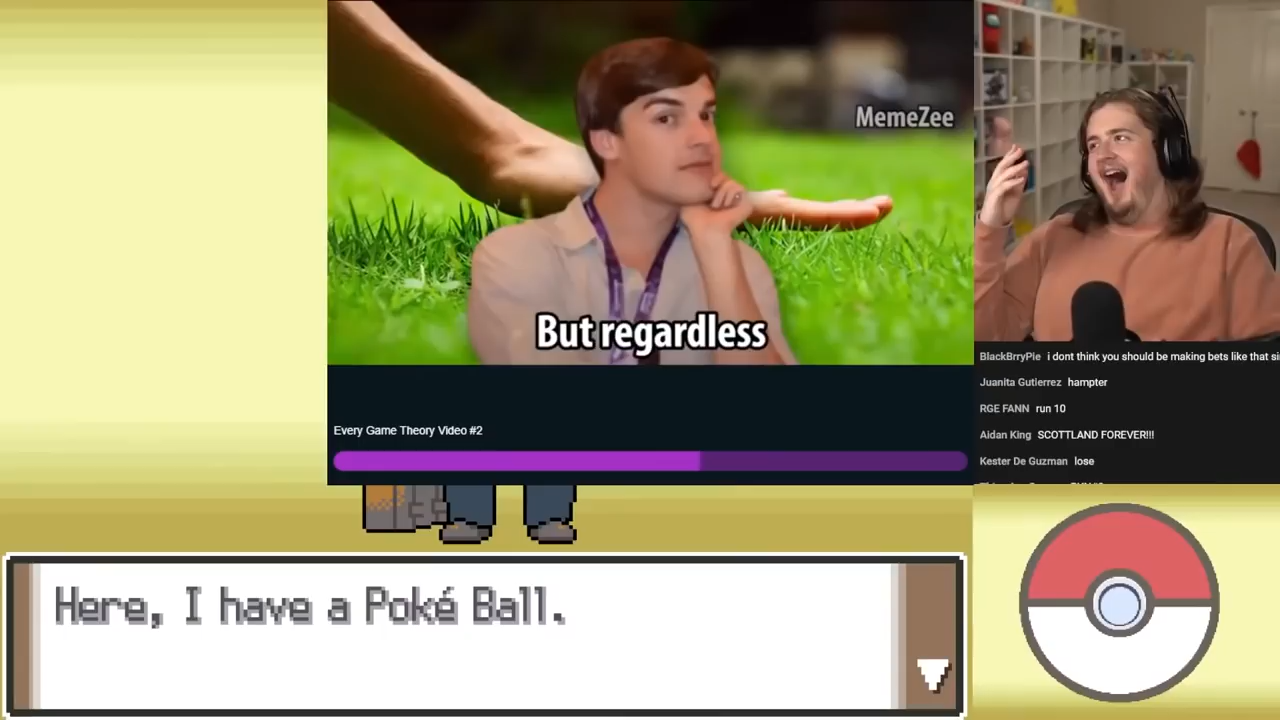 MemeZee
But regardless
Every Game Theory Video #2
BlackBrryPie i dont think you should be making bets like that si
Juanita Gutierrez hampter
RGE FANN run 10
Aidan King SCOTTLAND FOREVER!!!
Kester De Guzman lose
Here, I have a Poké Ball.